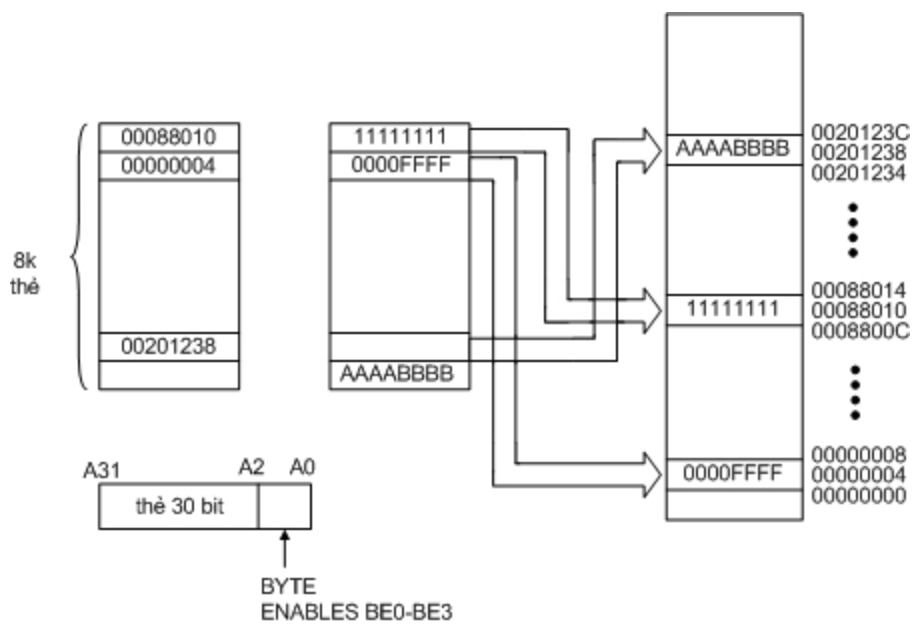 00088010
00000004
8k
thẻ
00201238
11111111
0000FFFF
AAAABBBB
0020123C
AAAABBBB
00201238
00201234
00088014
11111111
00088010
0008800C
00000008
0000FFFF
00000004
00000000
A31
A2
A0
thẻ 30 bit
BYTE
ENABLES BE0-BE3